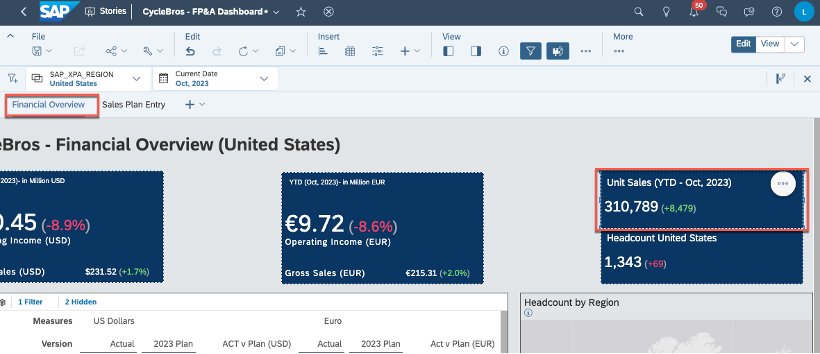 SAP Stories CycleBros - FP&A Dashboard• 50 L
File Edit Insert View More
Edit View
SAP_XPA_REGION
United States
Current Date
Oct, 2023
Financial Overview Sales Plan Entry
eBros - Financial Overview (United States)
2023)- in Million USD
0.45 (-8.9%)
ng Income (USD)
ales (USD) $231.52 (+1.7%)
YTD (Oct, 2023)- in Million EUR
€9.72 (-8.6%)
Operating Income (EUR)
Gross Sales (EUR) €215.31 (+2.0%)
Unit Sales (YTD - Oct, 2023)
310,789 (+8,479)
Headcount United States
1,343 (+69)
1 Filter 2 Hidden
Measures US Dollars Euro
Version Actual 2023 Plan ACT v Plan (USD) Actual 2023 Plan Act v Plan (EUR)
Headcount by Region